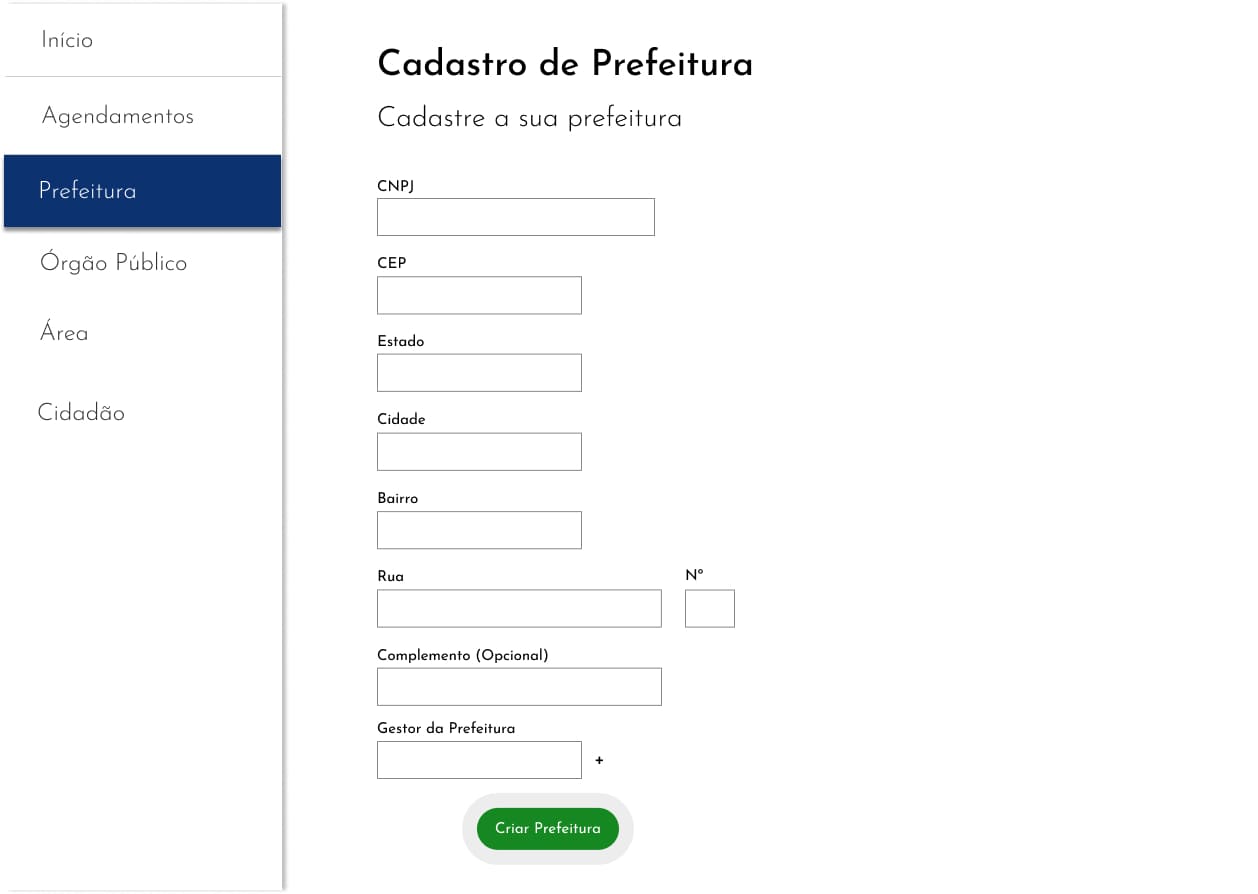 Início
Agendamentos
Prefeitura
Órgão Público
Área
Cidadão
Cadastro de Prefeitura
Cadastre a sua prefeitura
CNPJ
CEP
Estado
Cidade
Bairro
Rua
Nº
Complemento (Opcional)
Gestor da Prefeitura
+
Criar Prefeitura